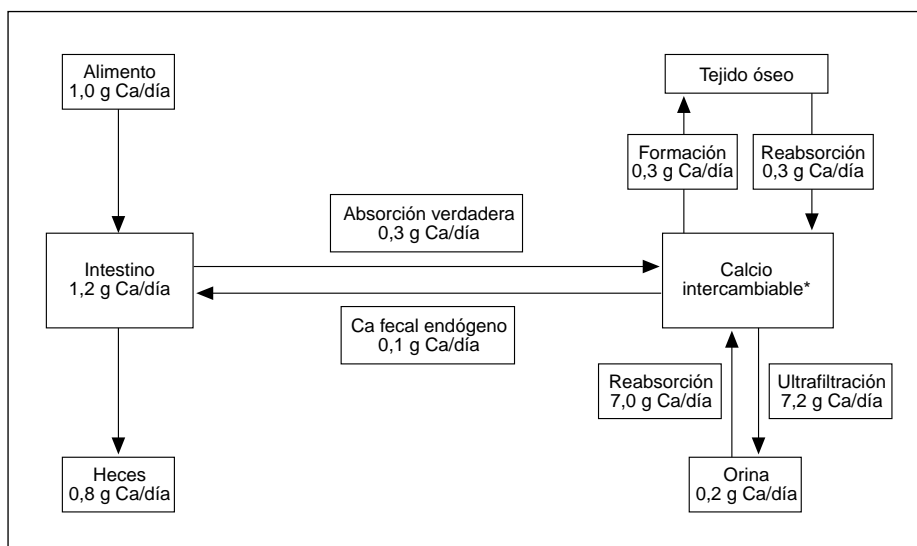 Alimento
1,0 g Ca/día
Tejido óseo
Formación
0,3 g Ca/día
Reabsorción
0,3 g Ca/día
Absorción verdadera
0,3 g Ca/día
Intestino
1,2 g Ca/día
Calcio
intercambiable*
Ca fecal endógeno
0,1 g Ca/día
Reabsorción
7,0 g Ca/día
Ultrafiltración
7,2 g Ca/día
Heces
0,8 g Ca/día
Orina
0,2 g Ca/día